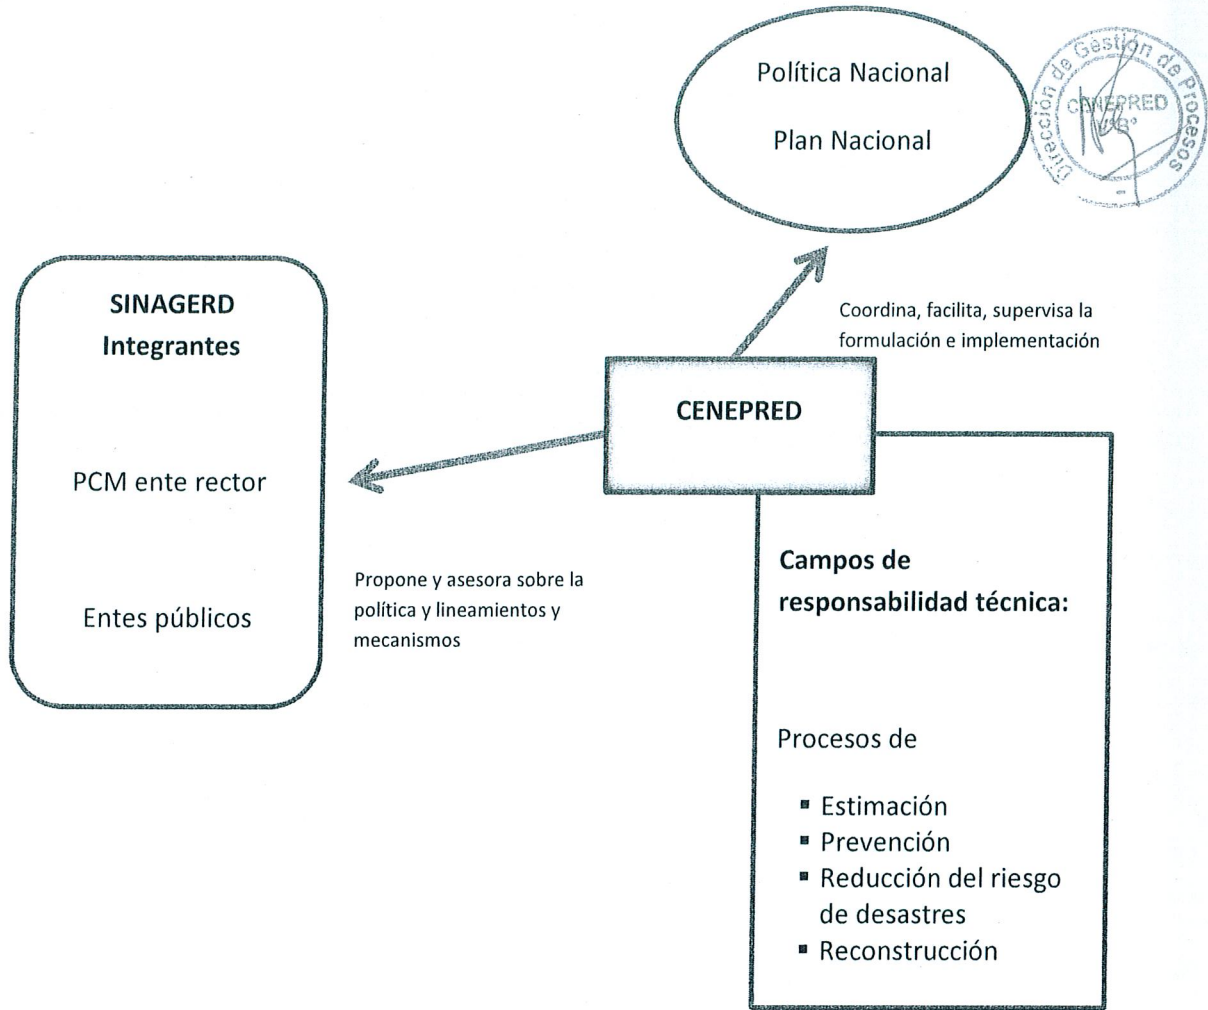 Política Nacional
Plan Nacional
Dirección de Gestión de Procesos
CENEPRED
V°B°
SINAGERD
Integrantes
PCM ente rector
Entes públicos
Coordina, facilita, supervisa la
formulación e implementación
CENEPRED
Propone y asesora sobre la
política y lineamientos y
mecanismos
Campos de
responsabilidad técnica:
Procesos de
▪ Estimación
▪ Prevención
▪ Reducción del riesgo
de desastres
▪ Reconstrucción